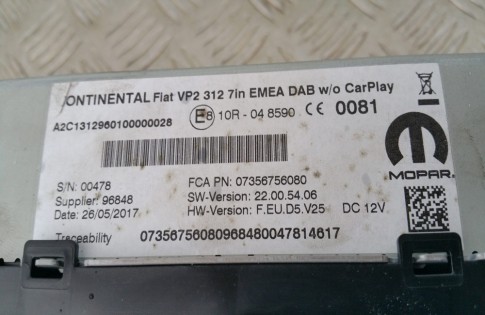 ONTINENTAL Fiat VP2 312 7in EMEA DAB w/o CarPlay
A2C1312960100000028 E8 10R - 04 8590 CE 0081
MOPAR
S/N: 00478 FCA PN: 07356756080
Supplier: 96848 SW-Version: 22.00.54.06
Date: 26/05/2017 HW-Version: F.EU.D5.V25 DC 12V
Traceability 07356756080968480047814617